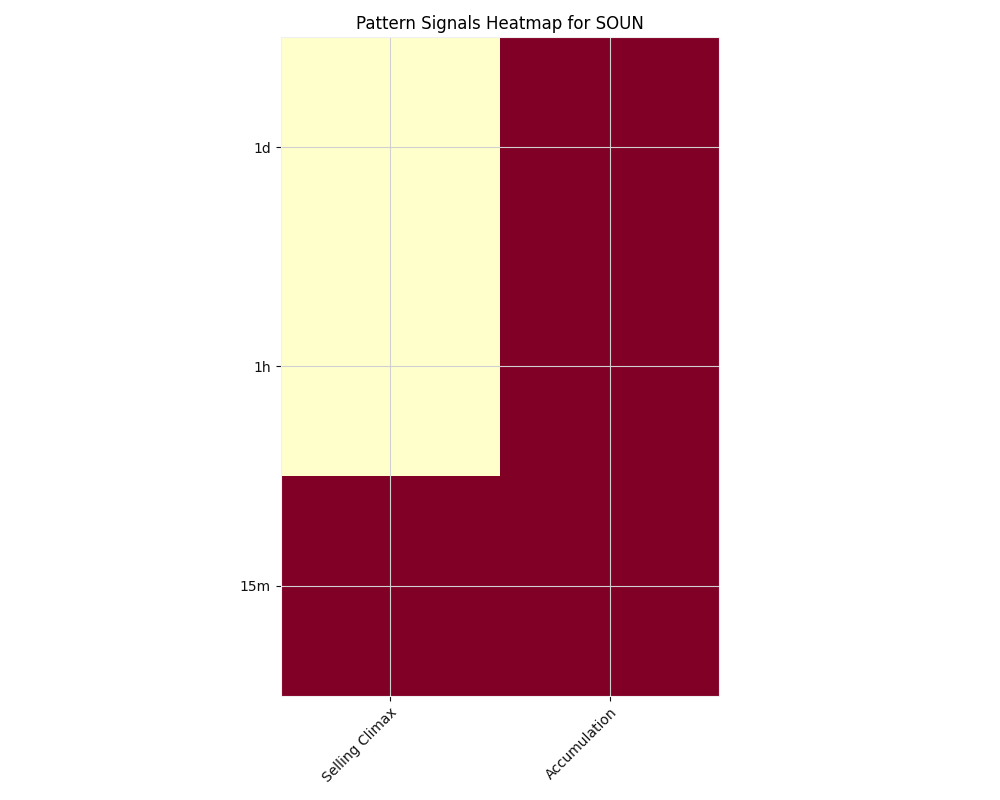 Pattern Signals Heatmap for SOUN
1d
1h
15m
Selling Climax
Accumulation